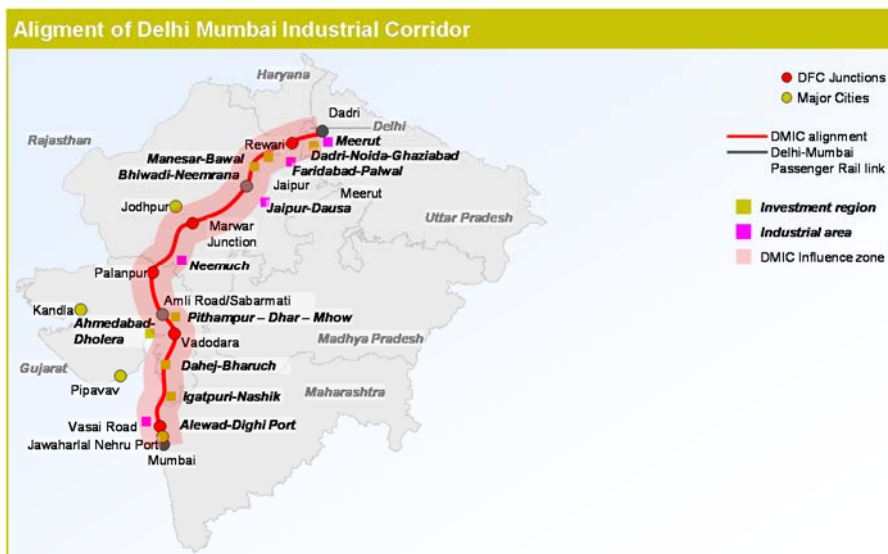 Aligment of Delhi Mumbai Industrial Corridor
Haryana
DFC Junctions
Major Cities
Dadri
Delhi
Rajasthan
Rewari
Meerut
DMIC alignment
Delhi-Mumbai
Passenger Rail link
Manesar-Bawal
Dadri-Noida-Ghaziabad
Bhiwadi-Neemrana
Faridabad-Palwal
Jaipur
Meerut
Jodhpur
Jaipur-Dausa
Uttar Pradesh
Investment region
Marwar
Junction
Industrial area
Neemuch
DMIC Influence zone
Palanpur
Amli Road/Sabarmati
Kandla
Ahmedabad-
Dholera
Pithampur – Dhar – Mhow
Vadodara
Madhya Pradesh
Gujarat
Dahej-Bharuch
Pipavav
Maharashtra
Igatpuri-Nashik
Vasai Road
Alewad-Dighi Port
Jawaharlal Nehru Port
Mumbai